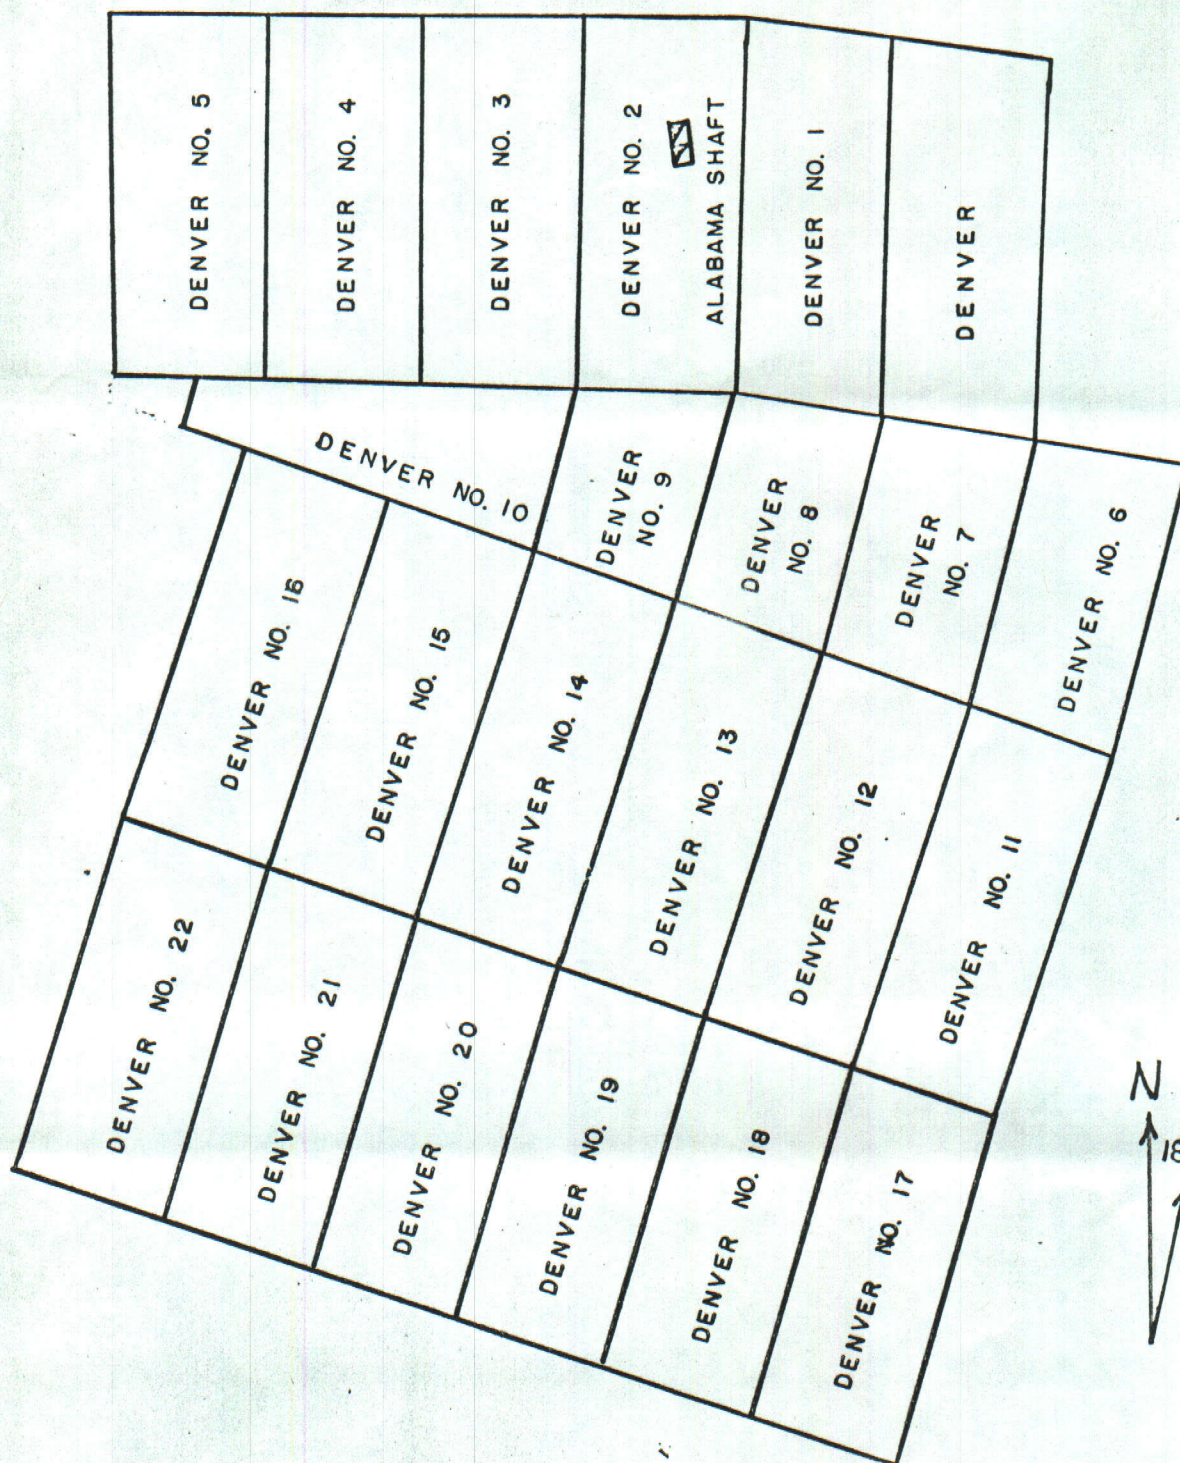 DENVER NO. 5
DENVER NO. 4
DENVER NO. 3
DENVER NO. 2
ALABAMA SHAFT
DENVER NO. 1
DENVER
DENVER NO. 10
DENVER
NO. 9
DENVER
NO. 8
DENVER
NO. 7
DENVER NO. 6
DENVER NO. 16
DENVER NO. 15
DENVER NO. 14
DENVER NO. 13
DENVER NO. 12
DENVER NO. 11
DENVER NO. 22
DENVER NO. 21
DENVER NO. 20
DENVER NO. 19
DENVER NO. 18
DENVER NO. 17
N
18